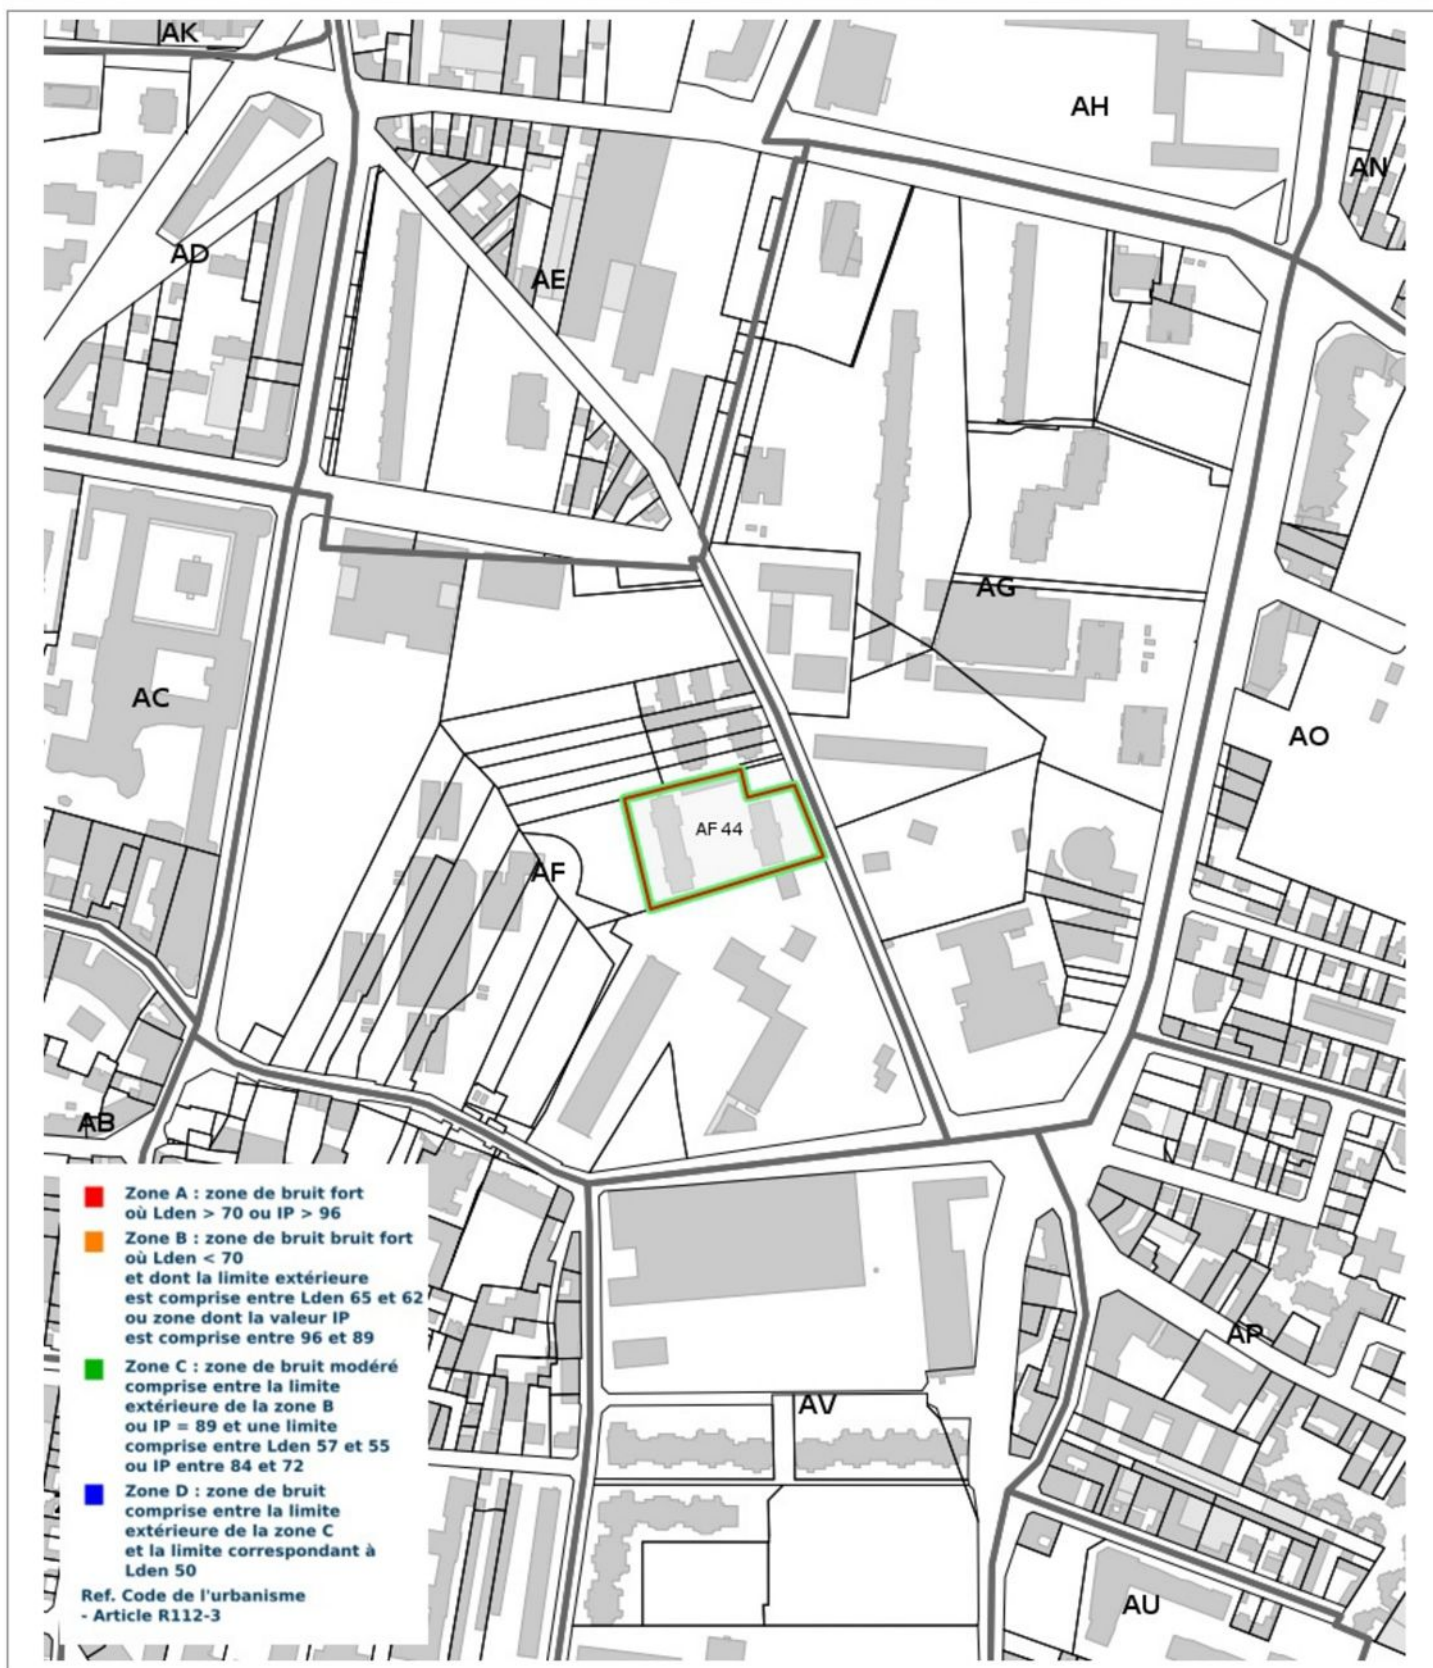 AK
AH
AN
AD
AE
AG
AC
AO
AF 44
AF
AB
Zone A : zone de bruit fort
où Lden > 70 ou IP > 96
Zone B : zone de bruit bruit fort
où Lden < 70
et dont la limite extérieure
est comprise entre Lden 65 et 62
ou zone dont la valeur IP
est comprise entre 96 et 89
Zone C : zone de bruit modéré
comprise entre la limite
extérieure de la zone B
ou IP = 89 et une limite
comprise entre Lden 57 et 55
ou IP entre 84 et 72
Zone D : zone de bruit
comprise entre la limite
extérieure de la zone C
et la limite correspondant à
Lden 50
Ref. Code de l'urbanisme
- Article R112-3
AP
AV
AU